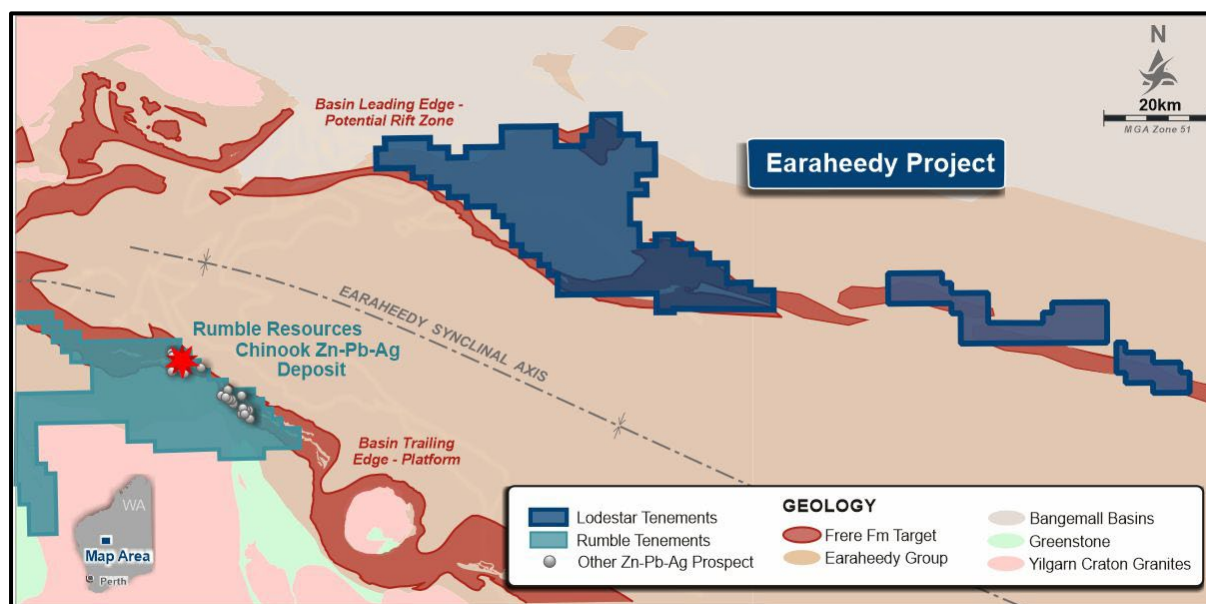 Basin Leading Edge -
Potential Rift Zone
N
20km
MGA Zone 51
Earaheedy Project
EARAHEEDY SYNCLINAL AXIS
Rumble Resources
Chinook Zn-Pb-Ag
Deposit
Basin Trailing
Edge - Platform
WA
Map Area
Perth
Lodestar Tenements
Rumble Tenements
Other Zn-Pb-Ag Prospect
GEOLOGY
Frere Fm Target
Earaheedy Group
Bangemall Basins
Greenstone
Yilgarn Craton Granites